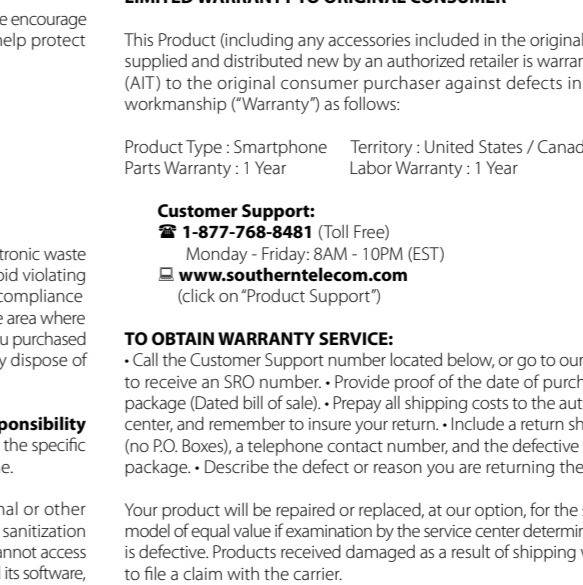 e encourage
help protect
tronic waste
oid violating
compliance
e area where
u purchased
y dispose of
ponsibility
the specific
e.
nal or other
sanitization
annot access
its software,
LIMITED WARRANTY TO ORIGINAL CONSUMER
This Product (including any accessories included in the original
supplied and distributed new by an authorized retailer is warran
(AIT) to the original consumer purchaser against defects in
workmanship (“Warranty”) as follows:
Product Type : Smartphone Territory : United States / Canad
Parts Warranty : 1 Year Labor Warranty : 1 Year
Customer Support:
☎ 1-877-768-8481 (Toll Free)
Monday - Friday: 8AM - 10PM (EST)
💻 www.southerntelecom.com
(click on “Product Support”)
TO OBTAIN WARRANTY SERVICE:
• Call the Customer Support number located below, or go to our
to receive an SRO number. • Provide proof of the date of purch
package (Dated bill of sale). • Prepay all shipping costs to the aut
center, and remember to insure your return. • Include a return sh
(no P.O. Boxes), a telephone contact number, and the defective
package. • Describe the defect or reason you are returning the
Your product will be repaired or replaced, at our option, for the s
model of equal value if examination by the service center determin
is defective. Products received damaged as a result of shipping w
to file a claim with the carrier.